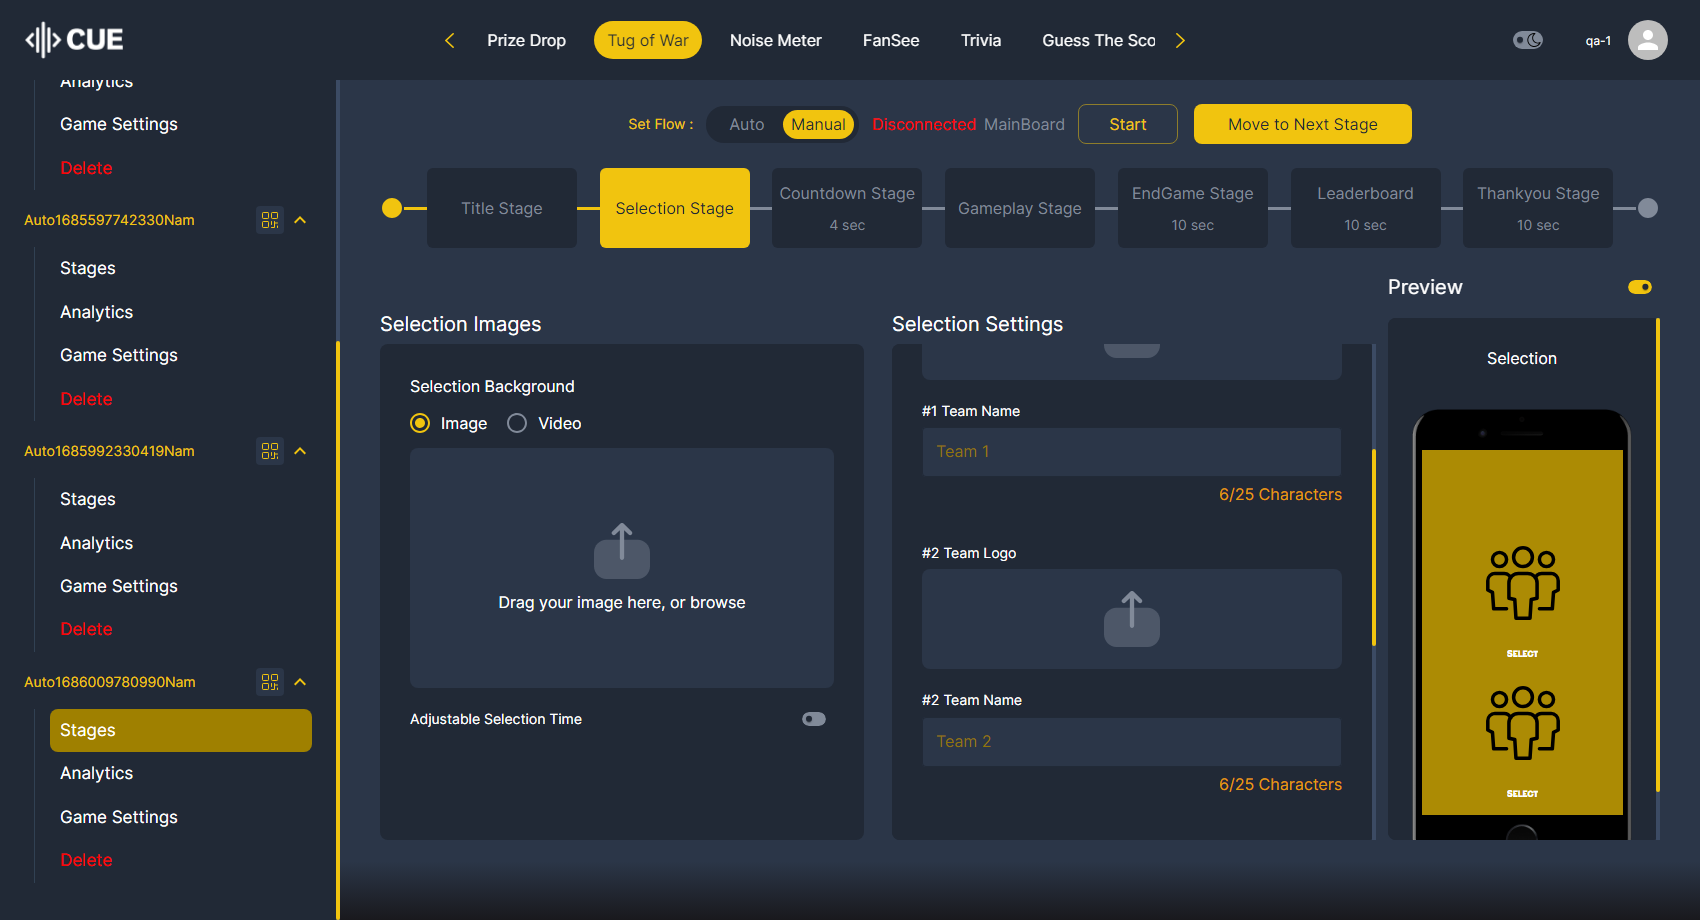 CUE
Prize Drop
Tug of War
Noise Meter
FanSee
Trivia
Guess The Sco
qa-1
Analytics
Game Settings
Delete
Auto1685597742330Nam
Stages
Analytics
Game Settings
Delete
Auto1685992330419Nam
Stages
Analytics
Game Settings
Delete
Auto1686009780990Nam
Stages
Analytics
Game Settings
Delete
Set Flow :
Auto
Manual
Disconnected MainBoard
Start
Move to Next Stage
Title Stage
Selection Stage
Countdown Stage
4 sec
Gameplay Stage
EndGame Stage
10 sec
Leaderboard
10 sec
Thankyou Stage
10 sec
Selection Images
Selection Background
Image
Video
Drag your image here, or browse
Adjustable Selection Time
Selection Settings
#1 Team Name
Team 1
6/25 Characters
#2 Team Logo
#2 Team Name
Team 2
6/25 Characters
Preview
Selection
SELECT
SELECT